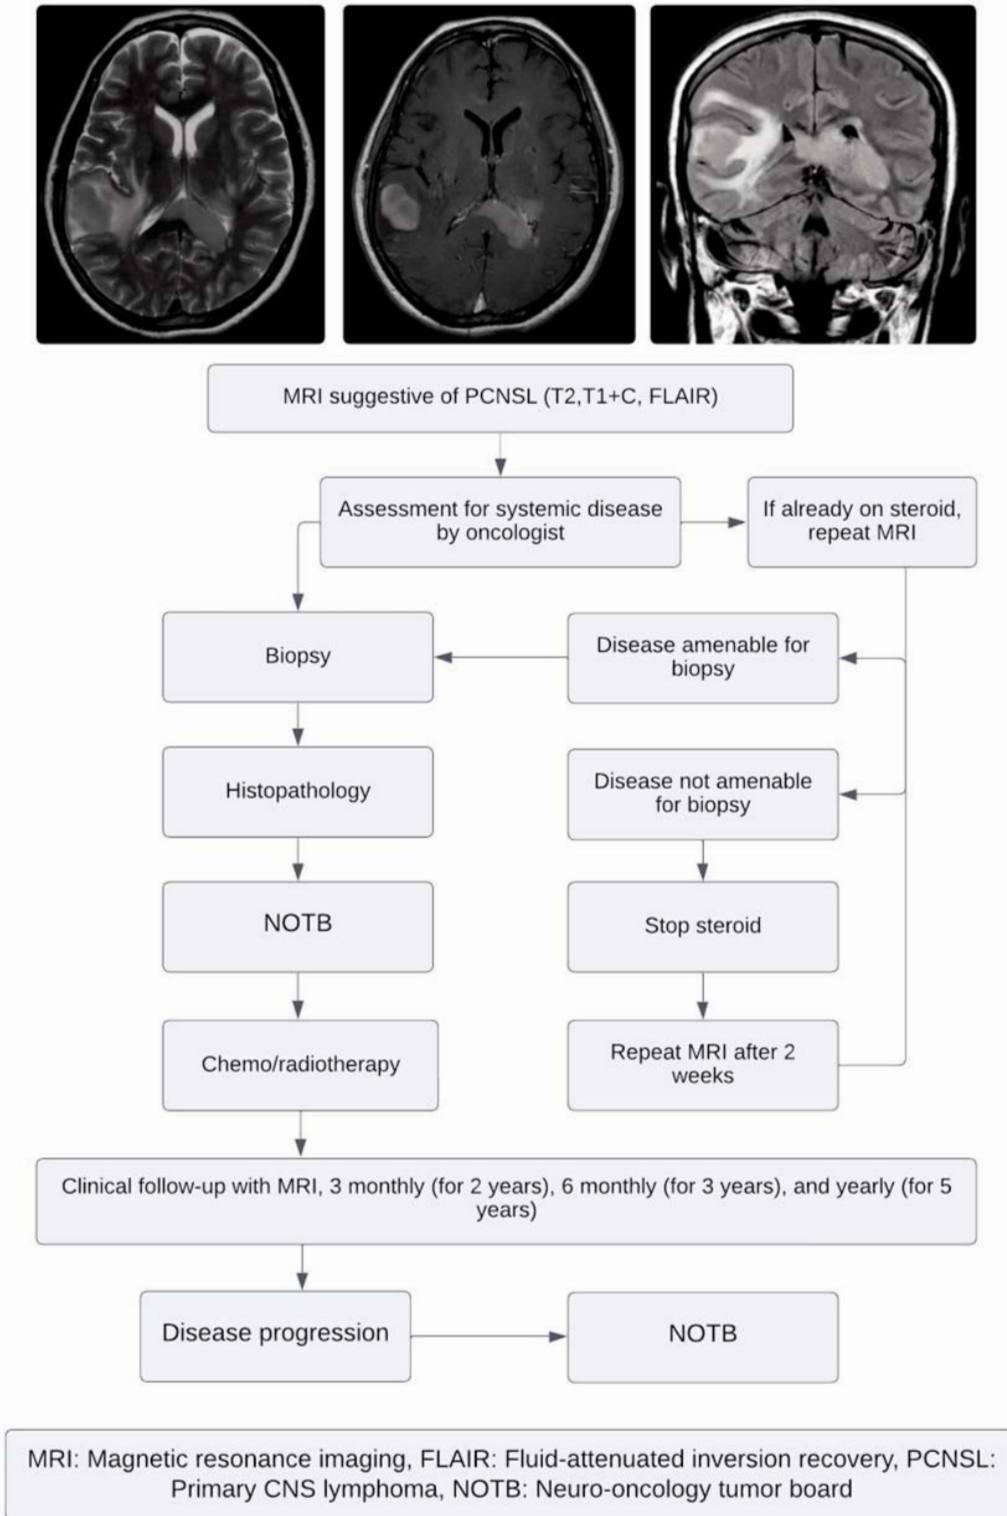 MRI suggestive of PCNSL (T2,T1+C, FLAIR)
Assessment for systemic disease
by oncologist
If already on steroid,
repeat MRI
Biopsy
Disease amenable for
biopsy
Histopathology
Disease not amenable
for biopsy
NOTB
Stop steroid
Chemo/radiotherapy
Repeat MRI after 2
weeks
Clinical follow-up with MRI, 3 monthly (for 2 years), 6 monthly (for 3 years), and yearly (for 5
years)
Disease progression
NOTB
MRI: Magnetic resonance imaging, FLAIR: Fluid-attenuated inversion recovery, PCNSL:
Primary CNS lymphoma, NOTB: Neuro-oncology tumor board